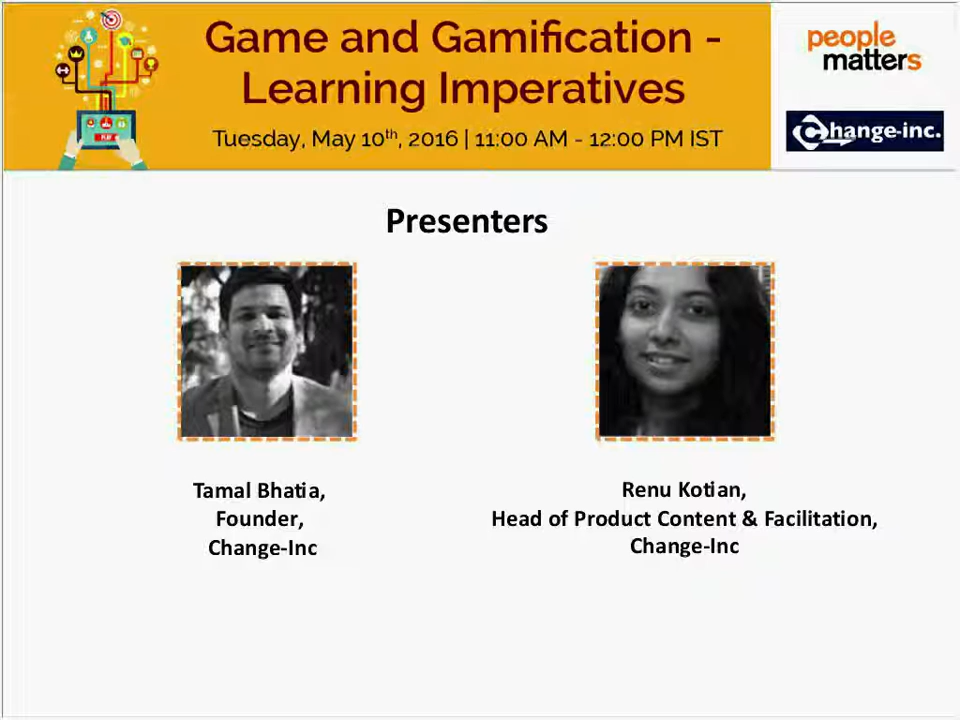 Game and Gamification -
Learning Imperatives
Tuesday, May 10th, 2016 | 11:00 AM - 12:00 PM IST
people
matters
Change-inc.
Presenters
Tamal Bhatia,
Founder,
Change-Inc
Renu Kotian,
Head of Product Content & Facilitation,
Change-Inc